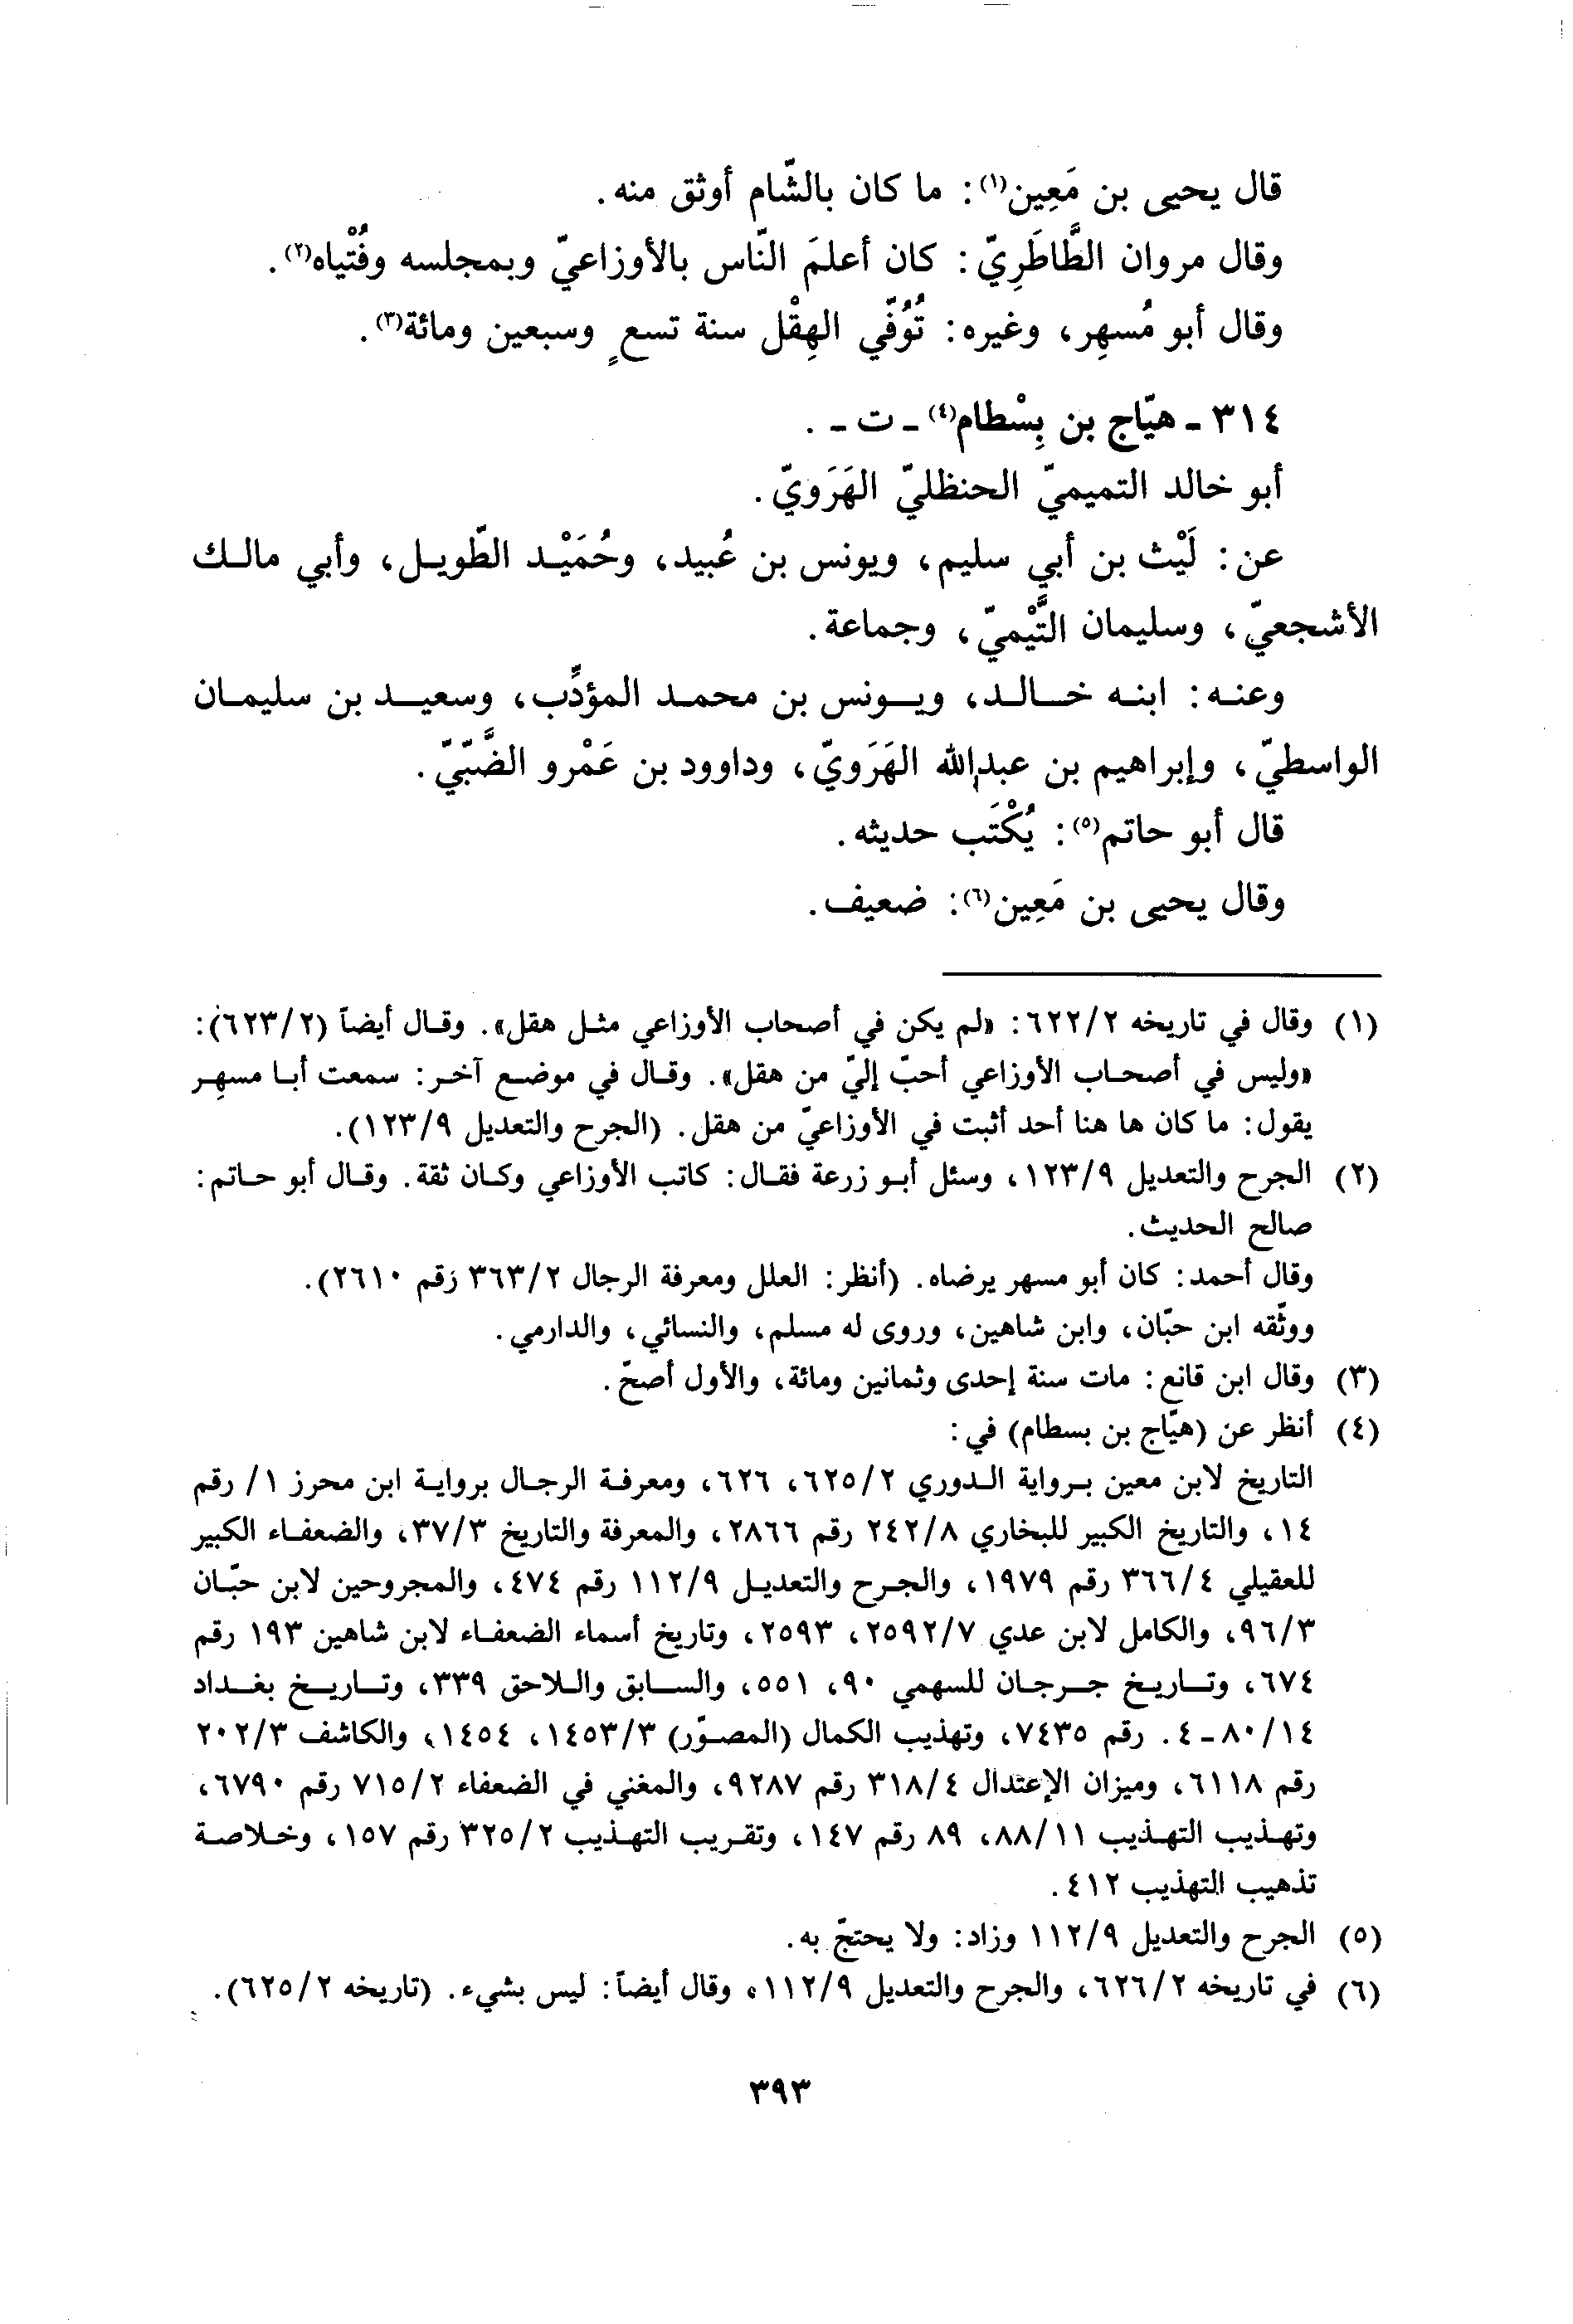 قال يحيى بن مَعِين(١): ما كان بالشّام أوثق منه.
وقال مروان الطَّاطَرِيّ: كان أعلمَ النّاس بالأوزاعيّ وبمجلسه وفُتْياه(٢).
وقال أبو مُسهِر، وغيره: تُوُفّي الهِقْل سنة تسعٍ وسبعين ومائة(٣).
٣١٤ - هيّاج بن بِسْطام(٤) - ت - .
أبو خالد التميميّ الحنظليّ الهَرَويّ.
عن: لَيْث بن أبي سليم، ويونس بن عُبيد، وحُمَيْد الطّويل، وأبي مالك
الأشجعيّ، وسليمان التَّيْميّ، وجماعة.
وعنه: ابنه خالد، ويونس بن محمد المؤدِّب، وسعيد بن سليمان
الواسطيّ، وإبراهيم بن عبدالله الهَرَويّ، وداوود بن عَمْرو الضَّبّيّ.
قال أبو حاتم(٥): يُكْتَب حديثه.
وقال يحيى بن مَعِين(٦): ضعيف.
(١) وقال في تاريخه ٦٢٢/٢: «لم يكن في أصحاب الأوزاعي مثل هقل». وقال أيضاً (٦٢٣/٢):
«وليس في أصحاب الأوزاعي أحبّ إليّ من هقل». وقال في موضع آخر: سمعت أبا مسهِر
يقول: ما كان ها هنا أحد أثبت في الأوزاعيّ من هقل. (الجرح والتعديل ١٢٣/٩).
(٢) الجرح والتعديل ١٢٣/٩، وسئل أبو زرعة فقال: كاتب الأوزاعي وكان ثقة. وقال أبو حاتم:
صالح الحديث.
وقال أحمد: كان أبو مسهر يرضاه. (أنظر: العلل ومعرفة الرجال ٣٦٣/٢ رقم ٢٦١٠).
ووثّقه ابن حبّان، وابن شاهين، وروى له مسلم، والنسائي، والدارمي.
(٣) وقال ابن قانع: مات سنة إحدى وثمانين ومائة، والأول أصحّ.
(٤) أنظر عن (هيّاج بن بسطام) في:
التاريخ لابن معين برواية الدوري ٦٢٥/٢، ٦٢٦، ومعرفة الرجال برواية ابن محرز ١/ رقم
١٤، والتاريخ الكبير للبخاري ٢٤٢/٨ رقم ٢٨٦٦، والمعرفة والتاريخ ٣٧/٣، والضعفاء الكبير
للعقيلي ٣٦٦/٤ رقم ١٩٧٩، والجرح والتعديل ١١٢/٩ رقم ٤٧٤، والمجروحين لابن حبّان
٩٦/٣، والكامل لابن عدي ٢٥٩٢/٧، ٢٥٩٣، وتاريخ أسماء الضعفاء لابن شاهين ١٩٣ رقم
٦٧٤، وتاريخ جرجان للسهمي ٩٠، ٥٥١، والسابق واللاحق ٣٣٩، وتاريخ بغداد
٨٠/١٤ - ٤. رقم ٧٤٣٥، وتهذيب الكمال (المصوّر) ١٤٥٣/٣، ١٤٥٤، والكاشف ٢٠٢/٣
رقم ٦١١٨، وميزان الإعتدال ٣١٨/٤ رقم ٩٢٨٧، والمغني في الضعفاء ٧١٥/٢ رقم ٦٧٩٠،
وتهذيب التهذيب ٨٨/١١، ٨٩ رقم ١٤٧، وتقريب التهذيب ٣٢٥/٢ رقم ١٥٧، وخلاصة
تذهيب التهذيب ٤١٢.
(٥) الجرح والتعديل ١١٢/٩ وزاد: ولا يحتجّ به.
(٦) في تاريخه ٦٢٦/٢، والجرح والتعديل ١١٢/٩، وقال أيضاً: ليس بشيء. (تاريخه ٦٢٥/٢).
٣٩٣